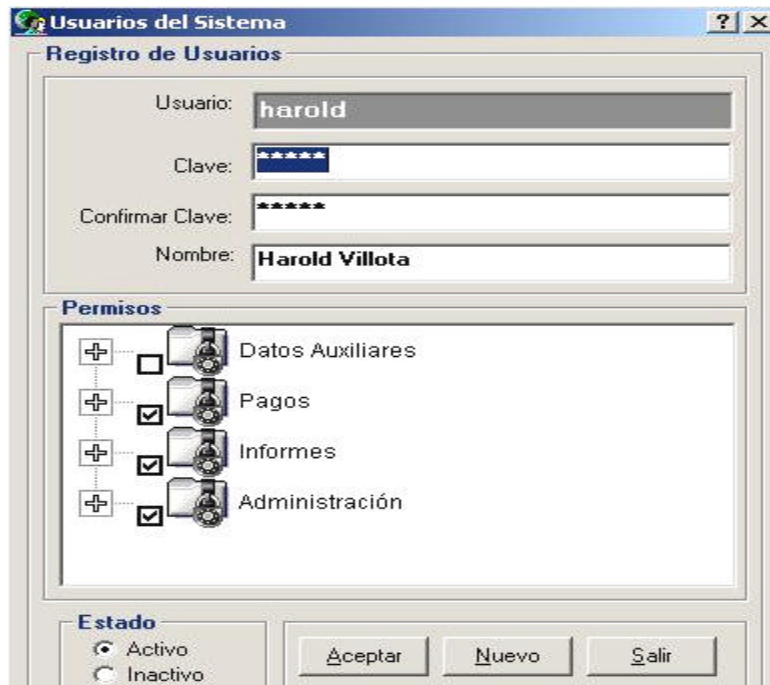 Usuarios del Sistema
Registro de Usuarios
Usuario: harold
Clave: *****
Confirmar Clave: *****
Nombre: Harold Villota
Permisos
Datos Auxiliares
Pagos
Informes
Administración
Estado
Activo
Inactivo
Aceptar Nuevo Salir